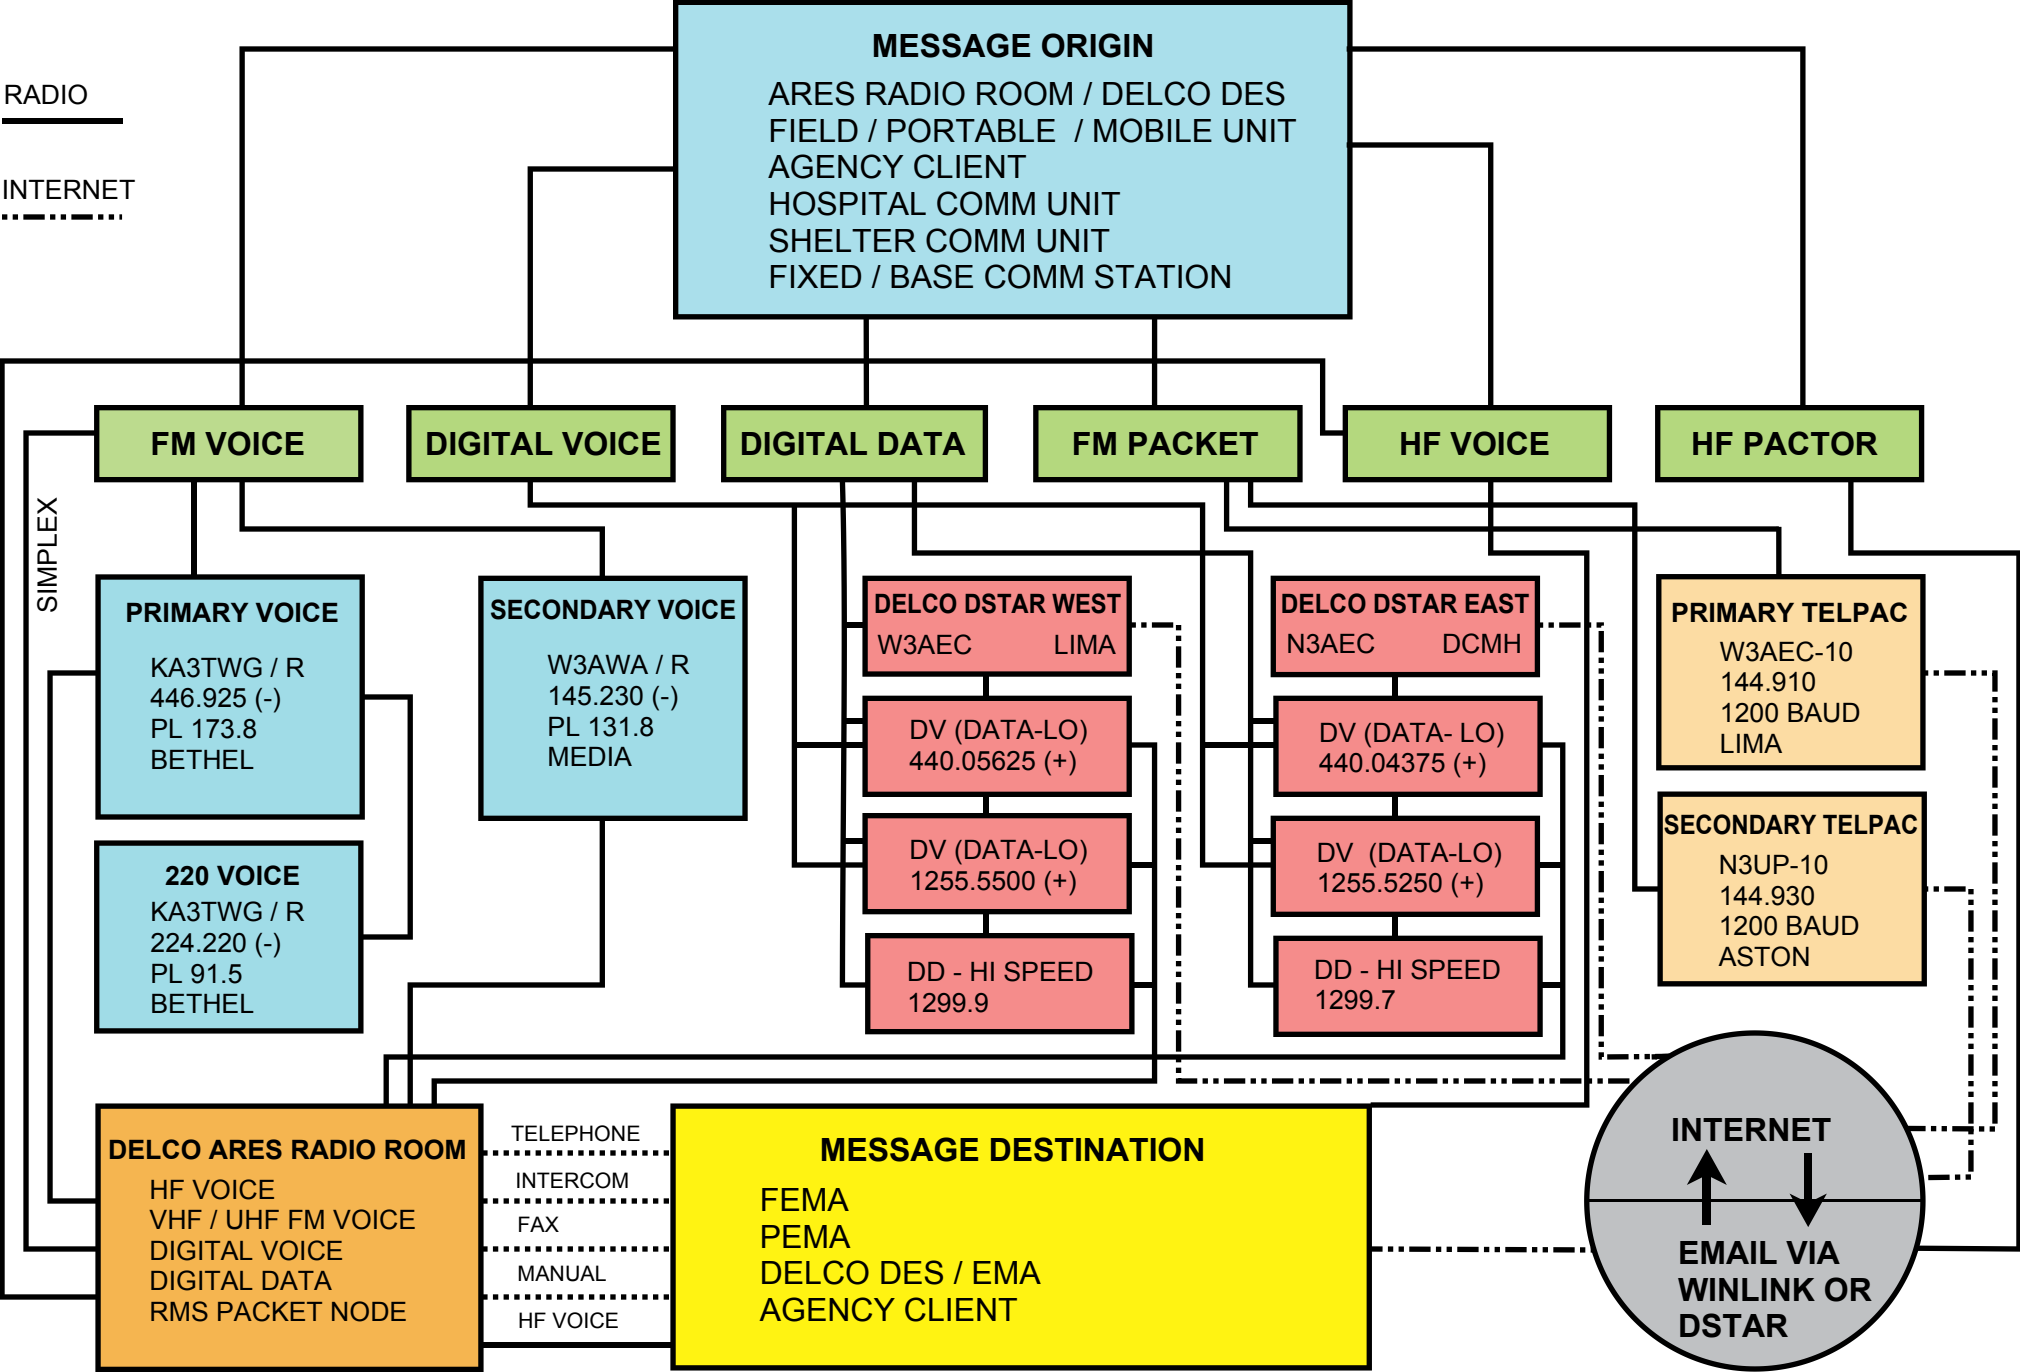 MESSAGE ORIGIN
ARES RADIO ROOM / DELCO DES
FIELD / PORTABLE / MOBILE UNIT
AGENCY CLIENT
HOSPITAL COMM UNIT
SHELTER COMM UNIT
FIXED / BASE COMM STATION
RADIO
INTERNET
FM VOICE
DIGITAL VOICE
DIGITAL DATA
FM PACKET
HF VOICE
HF PACTOR
SIMPLEX
PRIMARY VOICE
KA3TWG / R
446.925 (-)
PL 173.8
BETHEL
SECONDARY VOICE
W3AWA / R
145.230 (-)
PL 131.8
MEDIA
DELCO DSTAR WEST
W3AEC LIMA
DV (DATA-LO)
440.05625 (+)
DV (DATA-LO)
1255.5500 (+)
DD - HI SPEED
1299.9
DELCO DSTAR EAST
N3AEC DCMH
DV (DATA- LO)
440.04375 (+)
DV (DATA-LO)
1255.5250 (+)
DD - HI SPEED
1299.7
PRIMARY TELPAC
W3AEC-10
144.910
1200 BAUD
LIMA
SECONDARY TELPAC
N3UP-10
144.930
1200 BAUD
ASTON
220 VOICE
KA3TWG / R
224.220 (-)
PL 91.5
BETHEL
DELCO ARES RADIO ROOM
HF VOICE
VHF / UHF FM VOICE
DIGITAL VOICE
DIGITAL DATA
RMS PACKET NODE
TELEPHONE
INTERCOM
FAX
MANUAL
HF VOICE
MESSAGE DESTINATION
FEMA
PEMA
DELCO DES / EMA
AGENCY CLIENT
INTERNET
EMAIL VIA
WINLINK OR
DSTAR